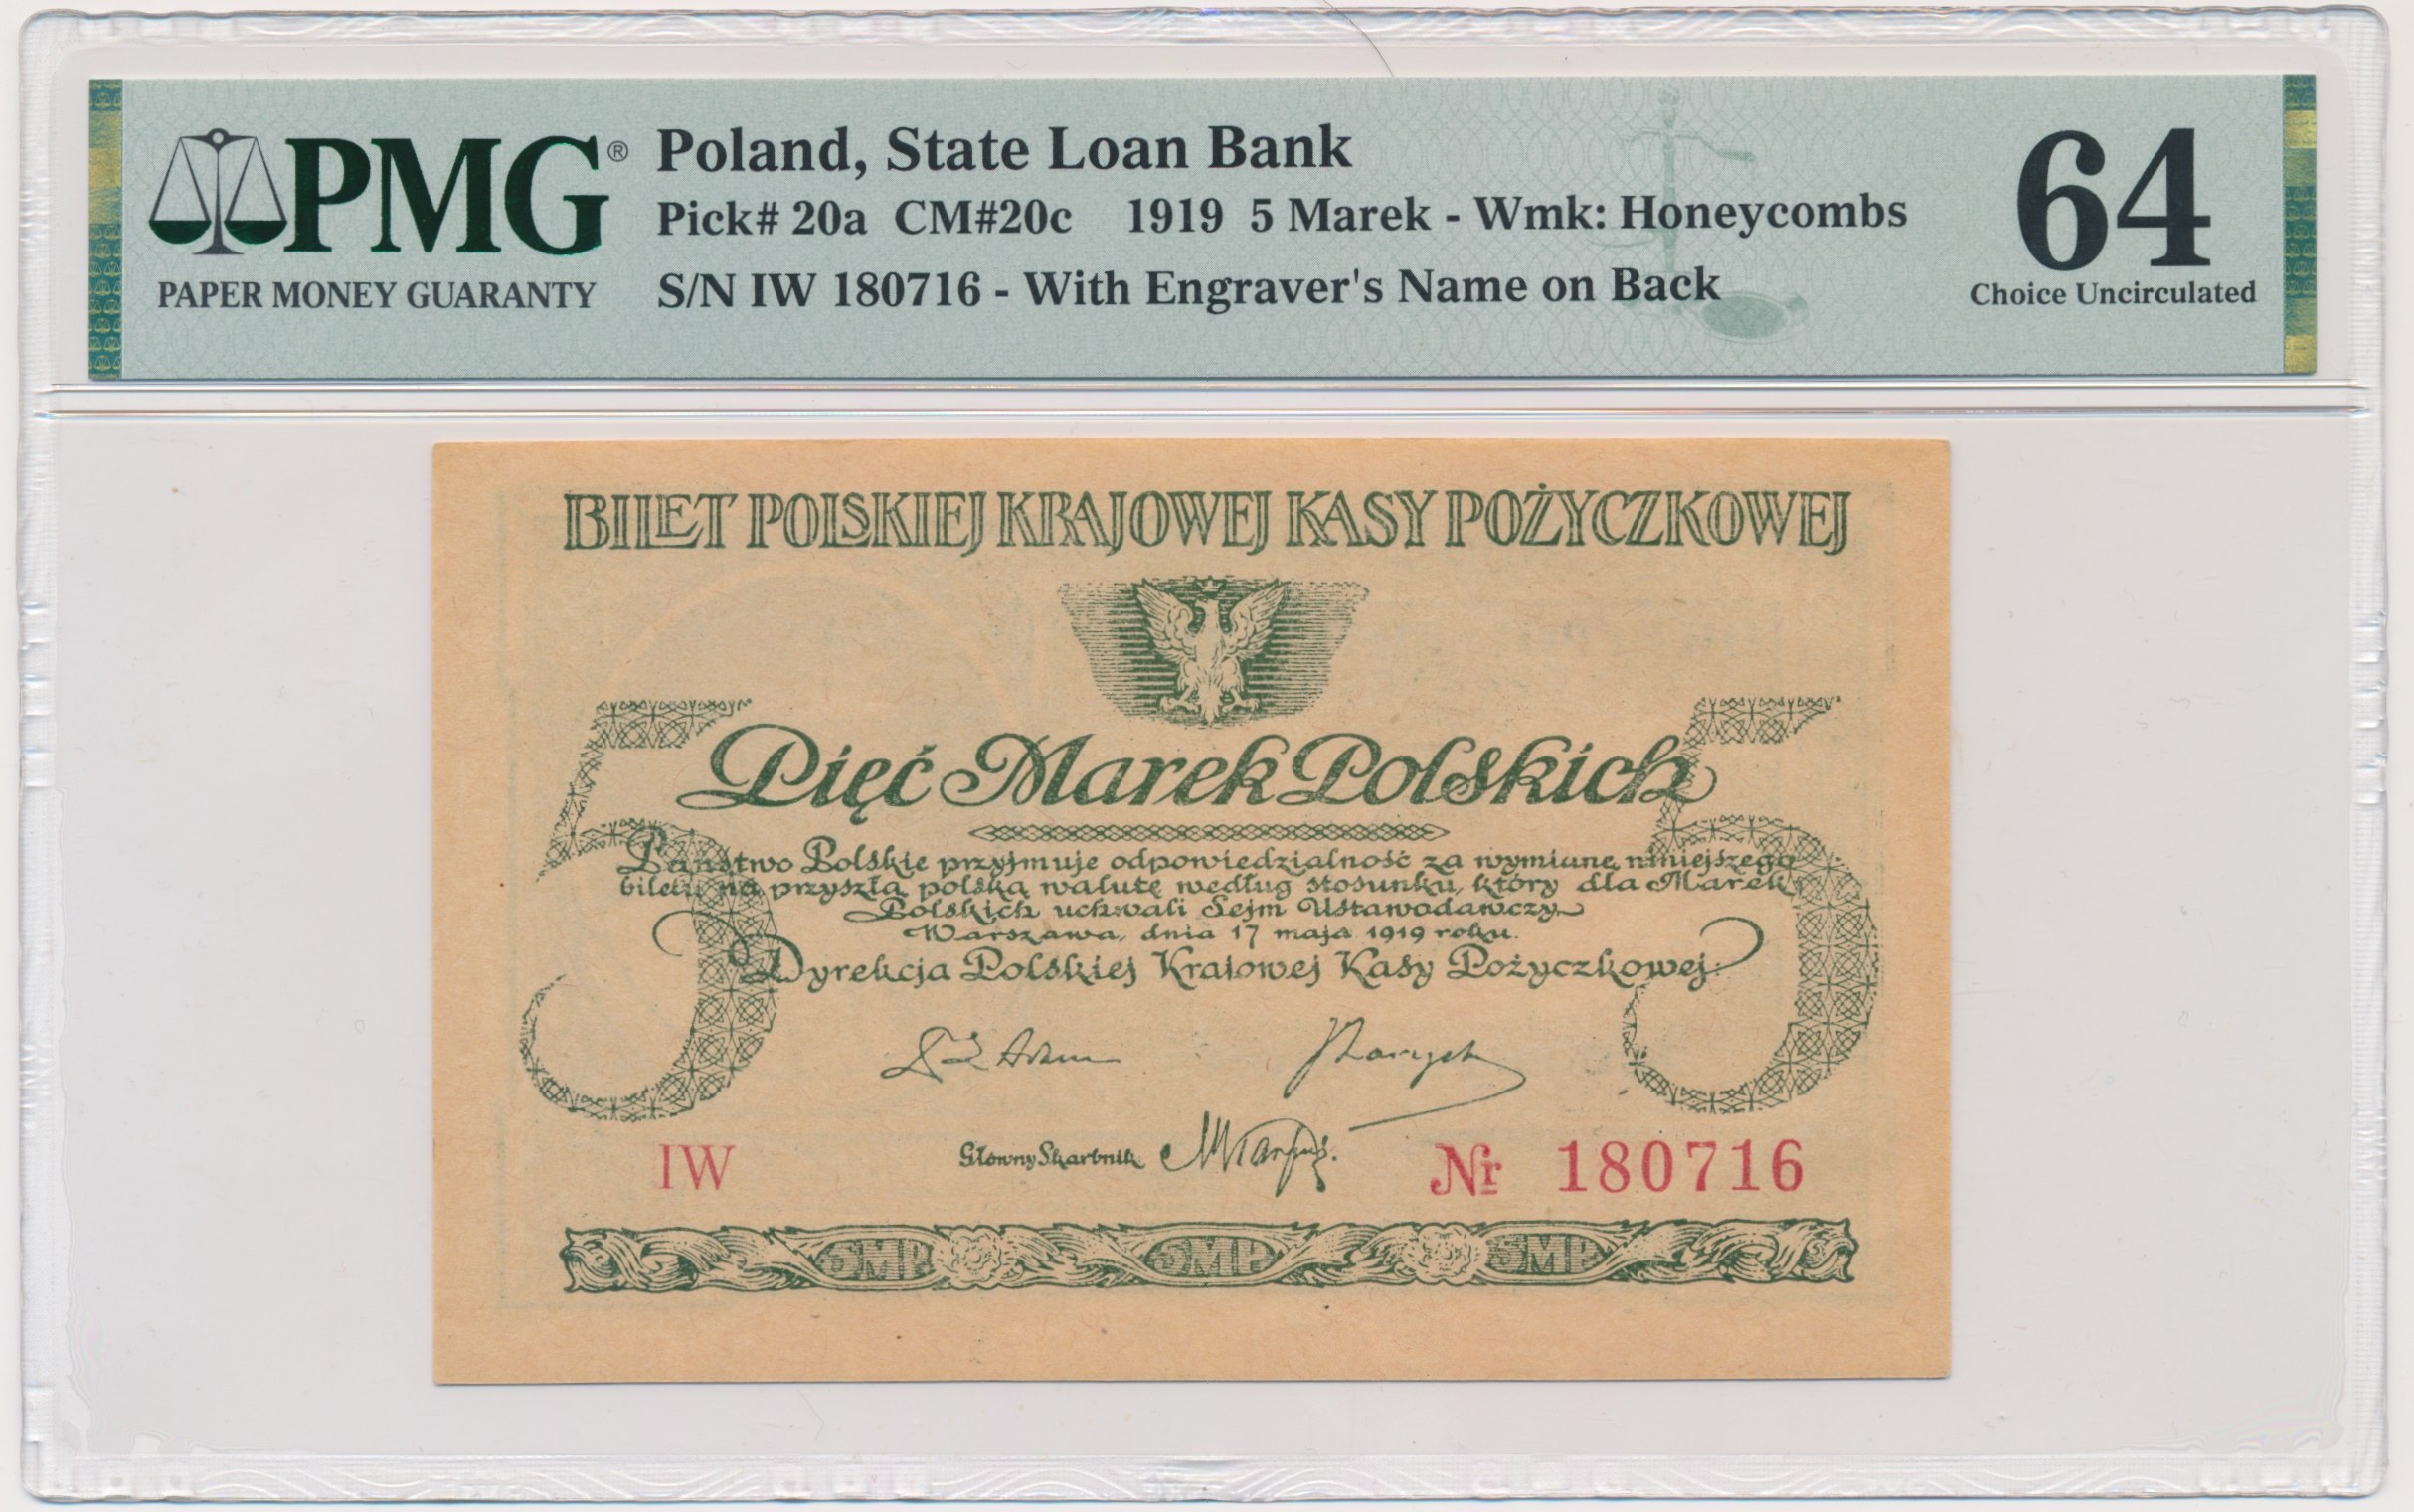 PMG®
PAPER MONEY GUARANTY
Poland, State Loan Bank
Pick# 20a CM#20c 1919 5 Marek - Wmk: Honeycombs
S/N IW 180716 - With Engraver's Name on Back
64
Choice Uncirculated
BILET POLSKIEJ KRAJOWEJ KASY POŻYCZKOWEJ
5 5
Pięć Marek Polskich
Państwo Polskie przyjmuje odpowiedzialność za wymianę niniejszego
biletu na przyszłą polską walutę według stosunku, który dla Marek
Polskich uchwali Sejm Ustawodawczy
Warszawa, dnia 17 maja 1919 roku.
Dyrekcja Polskiej Krajowej Kasy Pożyczkowej:
IW
Główny Skarbnik
Nr 180716
5MP. 5MP. 5MP.